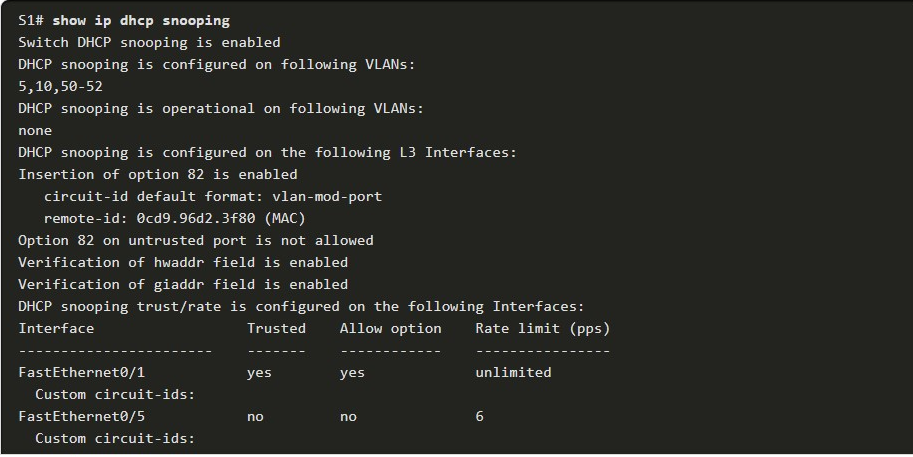 S1# show ip dhcp snooping
Switch DHCP snooping is enabled
DHCP snooping is configured on following VLANs:
5,10,50-52
DHCP snooping is operational on following VLANs:
none
DHCP snooping is configured on the following L3 Interfaces:
Insertion of option 82 is enabled
   circuit-id default format: vlan-mod-port
   remote-id: 0cd9.96d2.3f80 (MAC)
Option 82 on untrusted port is not allowed
Verification of hwaddr field is enabled
Verification of giaddr field is enabled
DHCP snooping trust/rate is configured on the following Interfaces:
Interface                  Trusted    Allow option    Rate limit (pps)
-----------------------    -------    ------------    ----------------
FastEthernet0/1            yes        yes             unlimited
  Custom circuit-ids:
FastEthernet0/5            no         no              6
  Custom circuit-ids: